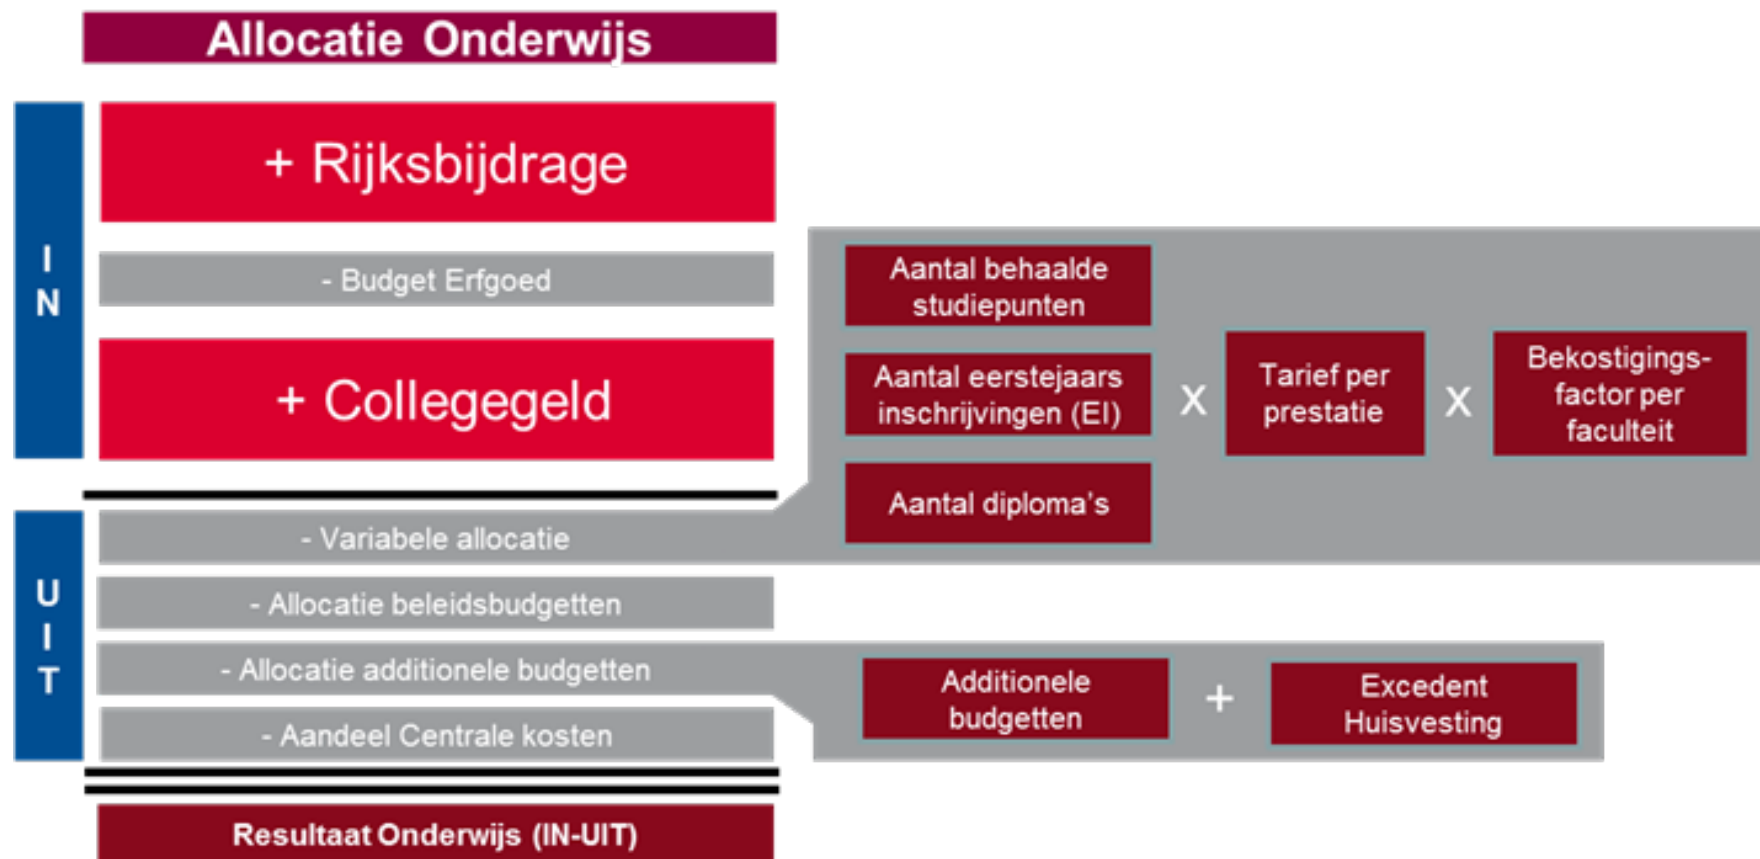 Allocatie Onderwijs
I
N
+ Rijksbijdrage
- Budget Erfgoed
+ Collegegeld
Aantal behaalde
studiepunten
Aantal eerstejaars
inschrijvingen (EI)
Aantal diploma's
X
Tarief per
prestatie
X
Bekostigings-
factor per
faculteit
U
I
T
- Variabele allocatie
- Allocatie beleidsbudgetten
- Allocatie additionele budgetten
- Aandeel Centrale kosten
Additionele
budgetten
+
Excedent
Huisvesting
Resultaat Onderwijs (IN-UIT)